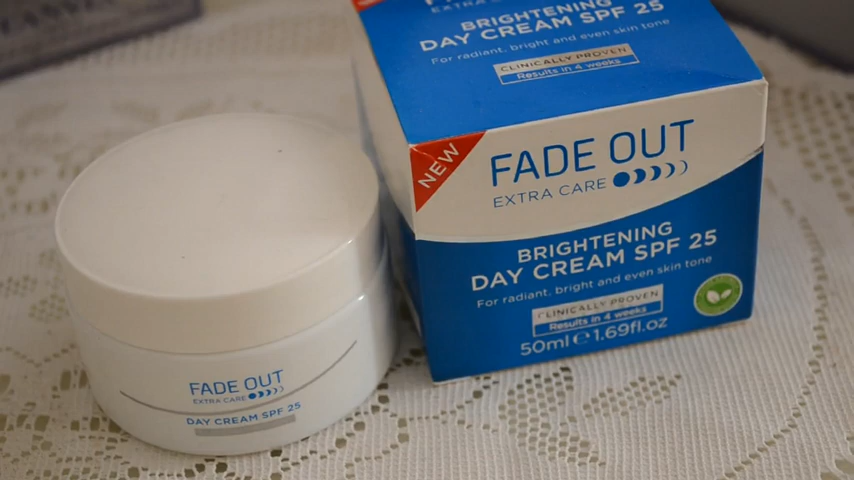 EXTRA CARE
BRIGHTENING
DAY CREAM SPF 25
For radiant, bright and even skin tone
CLINICALLY PROVEN
Results in 4 weeks
NEW
FADE OUT
EXTRA CARE
BRIGHTENING
DAY CREAM SPF 25
For radiant, bright and even skin tone
CLINICALLY PROVEN
Results in 4 weeks
50ml ℮ 1.69fl.oz
FADE OUT
EXTRA CARE
DAY CREAM SPF 25